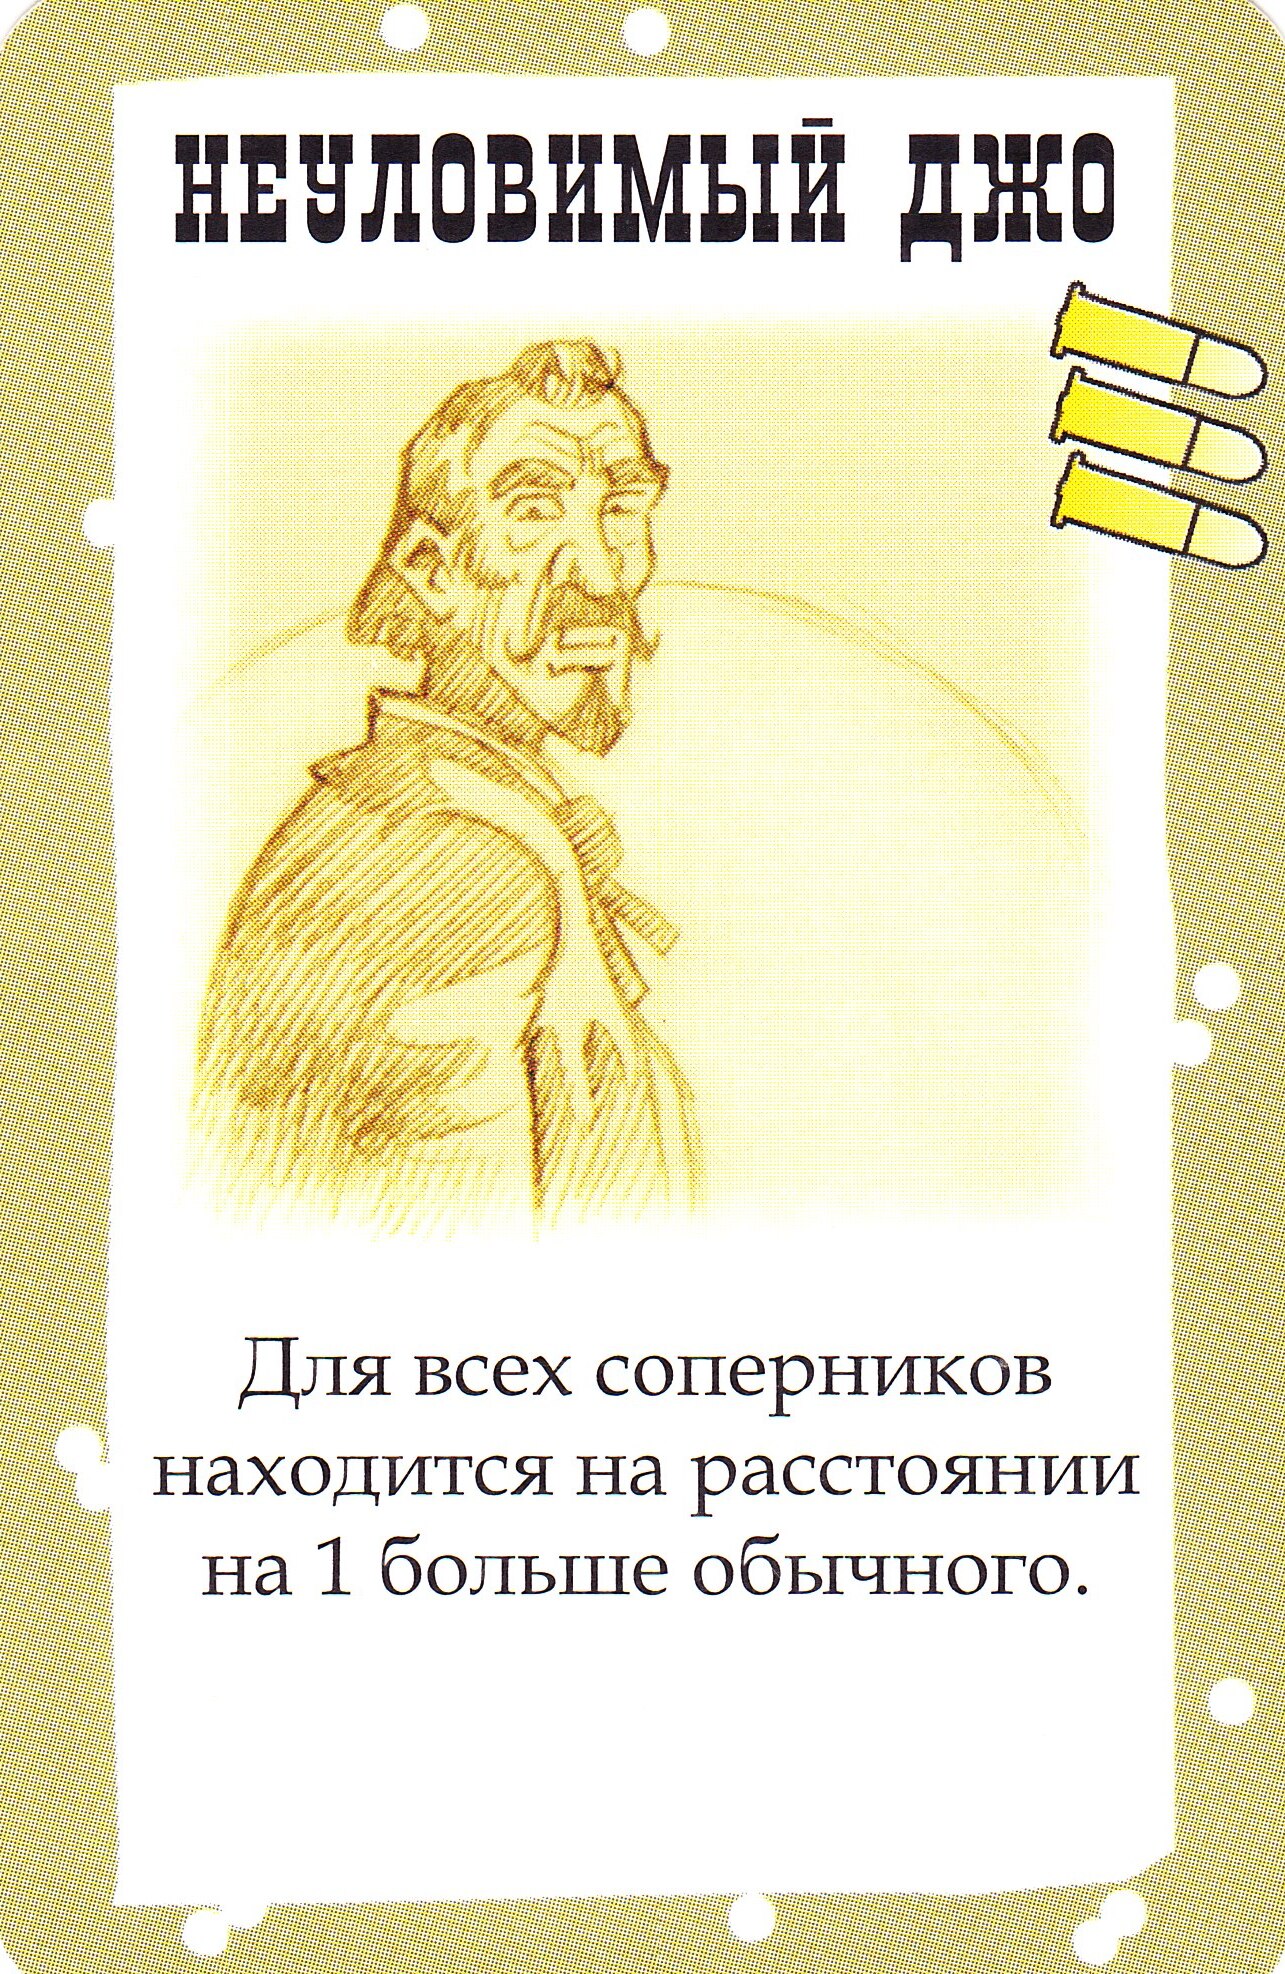 НЕУЛОВИМЫЙ ДЖО
Для всех соперников
находится на расстоянии
на 1 больше обычного.